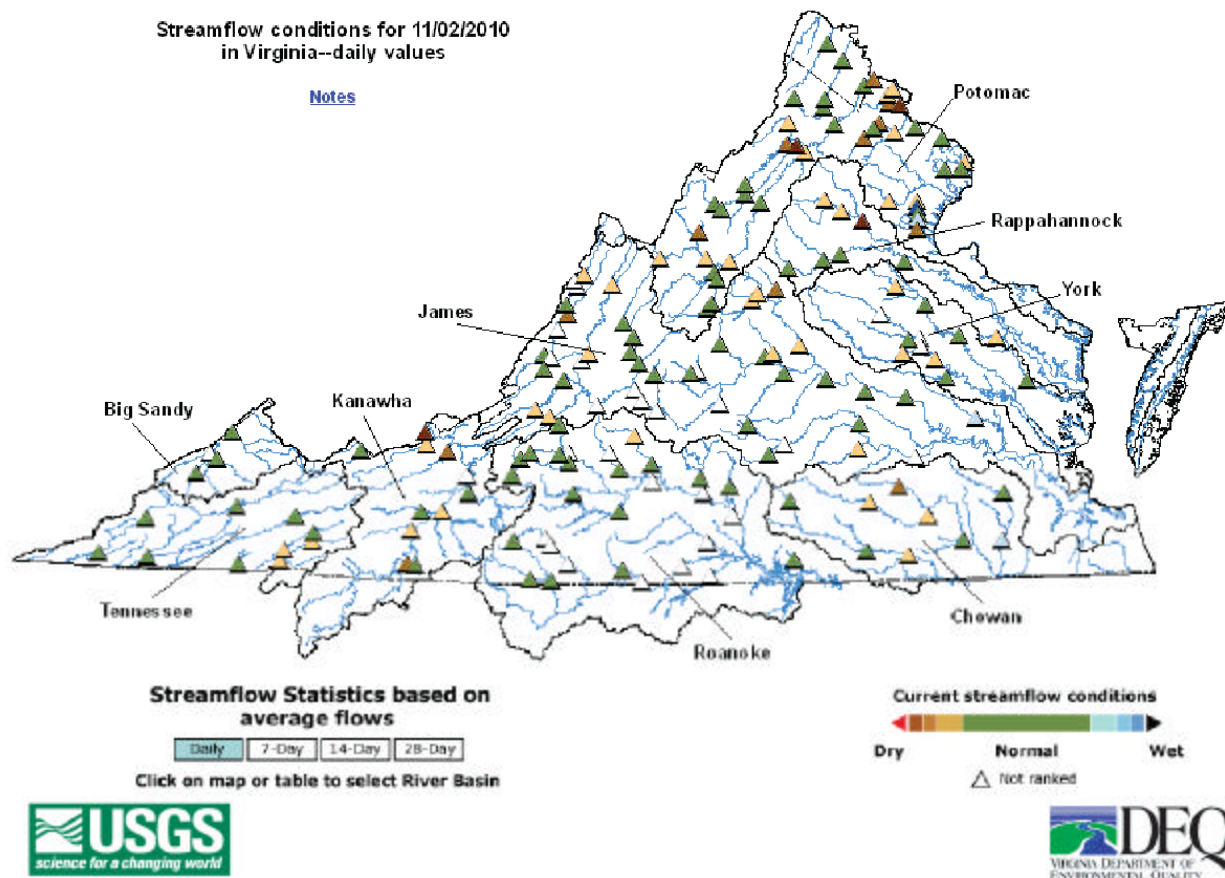 Streamflow conditions for 11/02/2010
in Virginia--daily values
Notes
Potomac
Rappahannock
York
James
Kanawha
Big Sandy
Tennessee
Chowan
Roanoke
Streamflow Statistics based on
average flows
Daily 7-Day 14-Day 28-Day
Click on map or table to select River Basin
Current streamflow conditions
Dry Normal Wet
Not ranked
USGS
science for a changing world
DEQ
VIRGINIA DEPARTMENT OF
ENVIRONMENTAL QUALITY